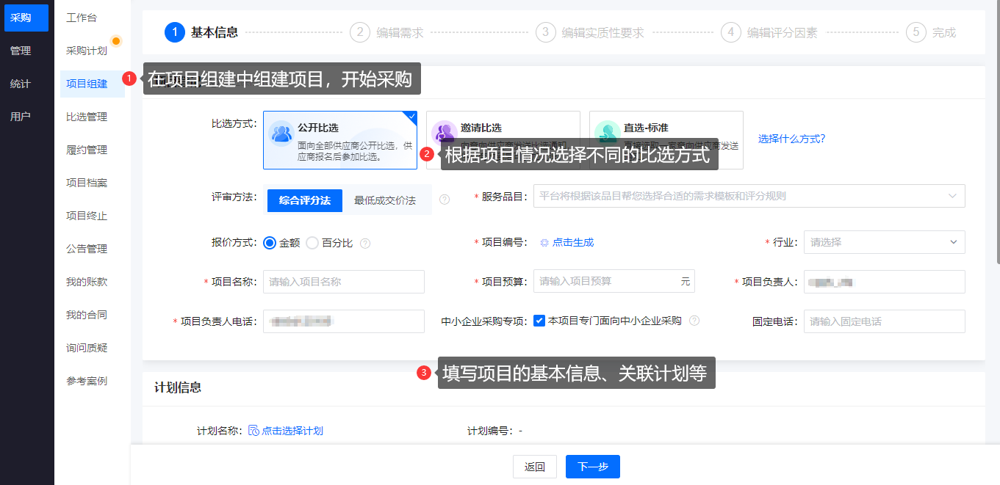 采购
管理
统计
用户
工作台
采购计划
项目组建
比选管理
履约管理
项目档案
项目终止
公告管理
我的账款
我的合同
询问质疑
参考案例
1 基本信息
2 编辑需求
3 编辑实质性要求
4 编辑评分因素
5 完成
1 在项目组建中组建项目，开始采购
比选方式：
公开比选
面向全部供应商公开比选，供
应商报名后参加比选。
邀请比选
直选-标准
选择什么方式？
2 根据项目情况选择不同的比选方式
评审方法： 综合评分法 最低成交价法 ?
* 服务品目： 平台将根据该品目帮您选择合适的需求模板和评分规则
报价方式： 金额 百分比 ?
* 项目编号： 点击生成
* 行业： 请选择
* 项目名称： 请输入项目名称
* 项目预算： 请输入项目预算 元
* 项目负责人：
* 项目负责人电话：
中小企业采购专项： 本项目专门面向中小企业采购 ?
固定电话： 请输入固定电话
3 填写项目的基本信息、关联计划等
计划信息
计划名称： 点击选择计划
计划编号： -
返回
下一步